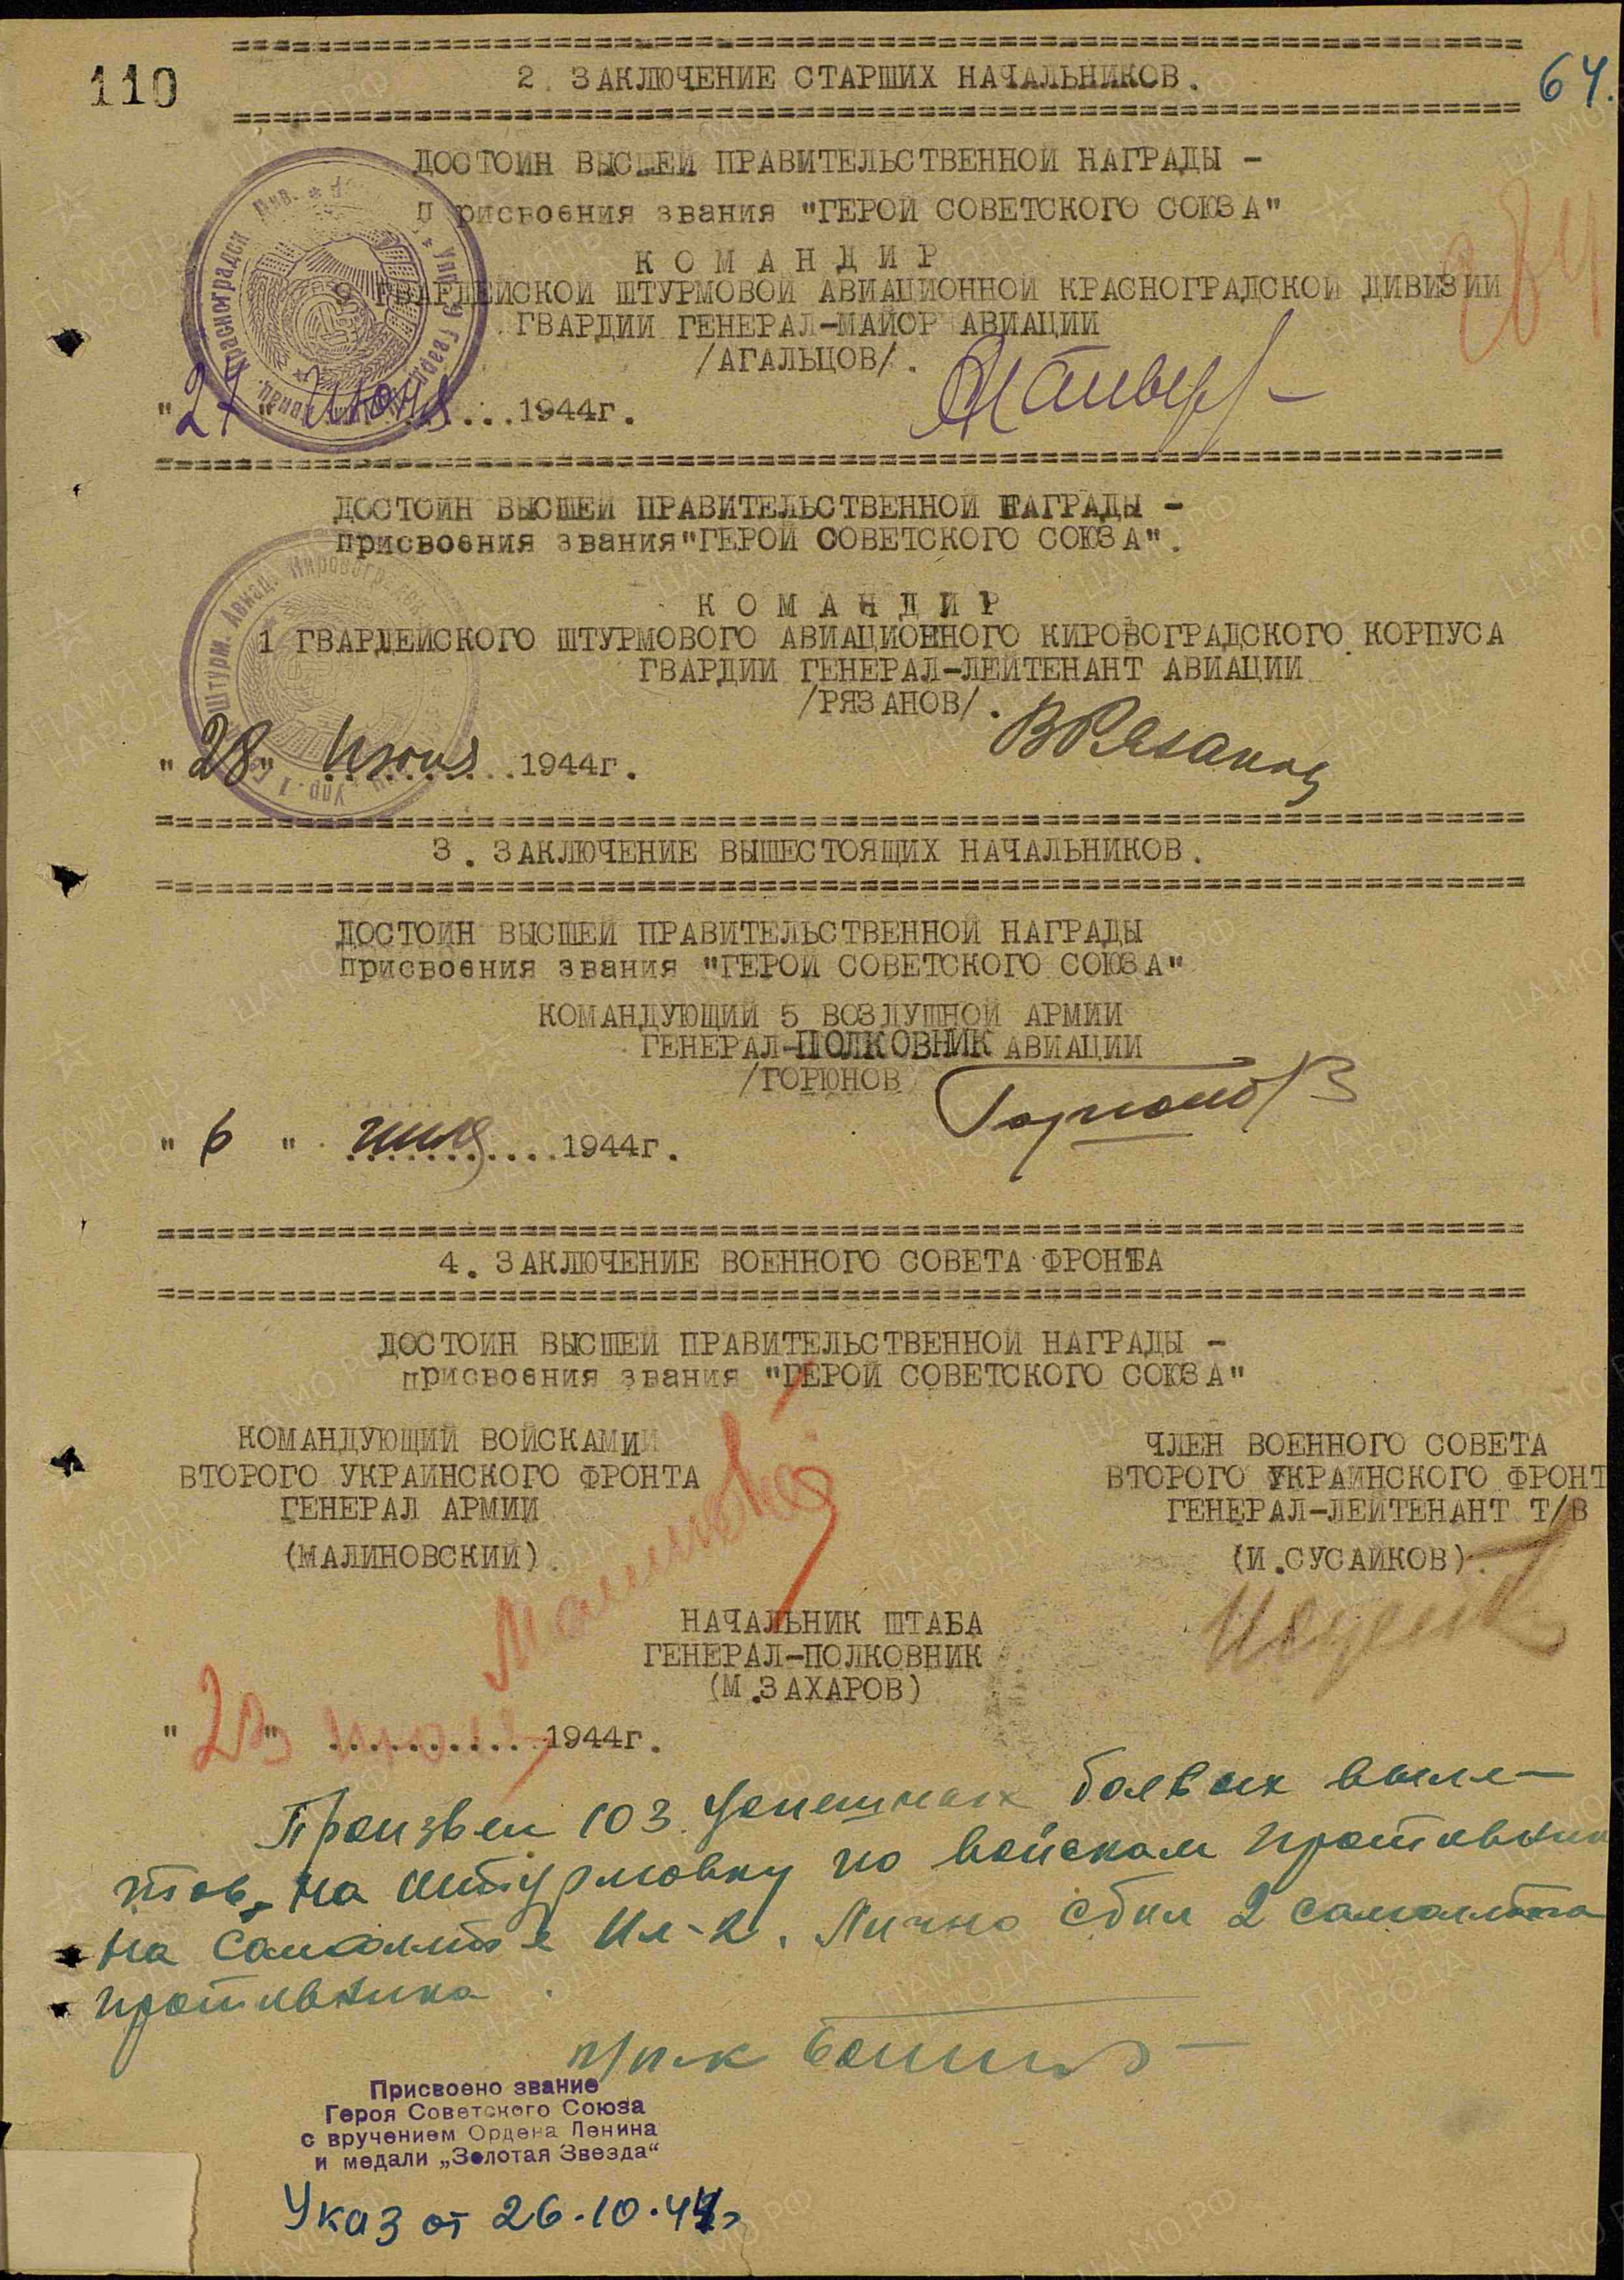 110
64.
2. ЗАКЛЮЧЕНИЕ СТАРШИХ НАЧАЛЬНИКОВ.
ДОСТОИН ВЫСШЕЙ ПРАВИТЕЛЬСТВЕННОЙ НАГРАДЫ -
присвоения звания "ГЕРОЙ СОВЕТСКОГО СОЮЗА"
КОМАНДИР
9 ГВАРДЕЙСКОЙ ШТУРМОВОЙ АВИАЦИОННОЙ КРАСНОГРАДСКОЙ ДИВИЗИИ
ГВАРДИИ ГЕНЕРАЛ-МАЙОР АВИАЦИИ
/АГАЛЬЦОВ/.
"27" июня 1944г.
ДОСТОИН ВЫСШЕЙ ПРАВИТЕЛЬСТВЕННОЙ НАГРАДЫ -
присвоения звания "ГЕРОЙ СОВЕТСКОГО СОЮЗА".
КОМАНДИР
1 ГВАРДЕЙСКОГО ШТУРМОВОГО АВИАЦИОННОГО КИРОВОГРАДСКОГО КОРПУСА
ГВАРДИИ ГЕНЕРАЛ-ЛЕЙТЕНАНТ АВИАЦИИ
/РЯЗАНОВ/. ВРязанов
"28" Июня 1944г.
3. ЗАКЛЮЧЕНИЕ ВЫШЕСТОЯЩИХ НАЧАЛЬНИКОВ.
ДОСТОИН ВЫСШЕЙ ПРАВИТЕЛЬСТВЕННОЙ НАГРАДЫ
присвоения звания "ГЕРОЙ СОВЕТСКОГО СОЮЗА"
КОМАНДУЮЩИЙ 5 ВОЗДУШНОЙ АРМИИ
ГЕНЕРАЛ-ПОЛКОВНИК АВИАЦИИ
/ГОРЮНОВ Горюнов
"6" июля 1944г.
4. ЗАКЛЮЧЕНИЕ ВОЕННОГО СОВЕТА ФРОНТА
ДОСТОИН ВЫСШЕЙ ПРАВИТЕЛЬСТВЕННОЙ НАГРАДЫ -
присвоения звания "ГЕРОЙ СОВЕТСКОГО СОЮЗА"
КОМАНДУЮЩИЙ ВОЙСКАМИ
ВТОРОГО УКРАИНСКОГО ФРОНТА
ГЕНЕРАЛ АРМИИ
(МАЛИНОВСКИЙ).
Малиновский
ЧЛЕН ВОЕННОГО СОВЕТА
ВТОРОГО УКРАИНСКОГО ФРОНТ
ГЕНЕРАЛ-ЛЕЙТЕНАНТ Т/В
(И.СУСАЙКОВ).
НАЧАЛЬНИК ШТАБА
ГЕНЕРАЛ-ПОЛКОВНИК
(М.ЗАХАРОВ)
"23" июля 1944г.
Произвел 103 успешных боевых выле-
тов на штурмовку по войскам противник
на самолете Ил-2. Лично сбил 2 самолета
противника.
п/п-к
Присвоено звание
Героя Советского Союза
с вручением Ордена Ленина
и медали „Золотая Звезда“
Указ от 26.10.44г